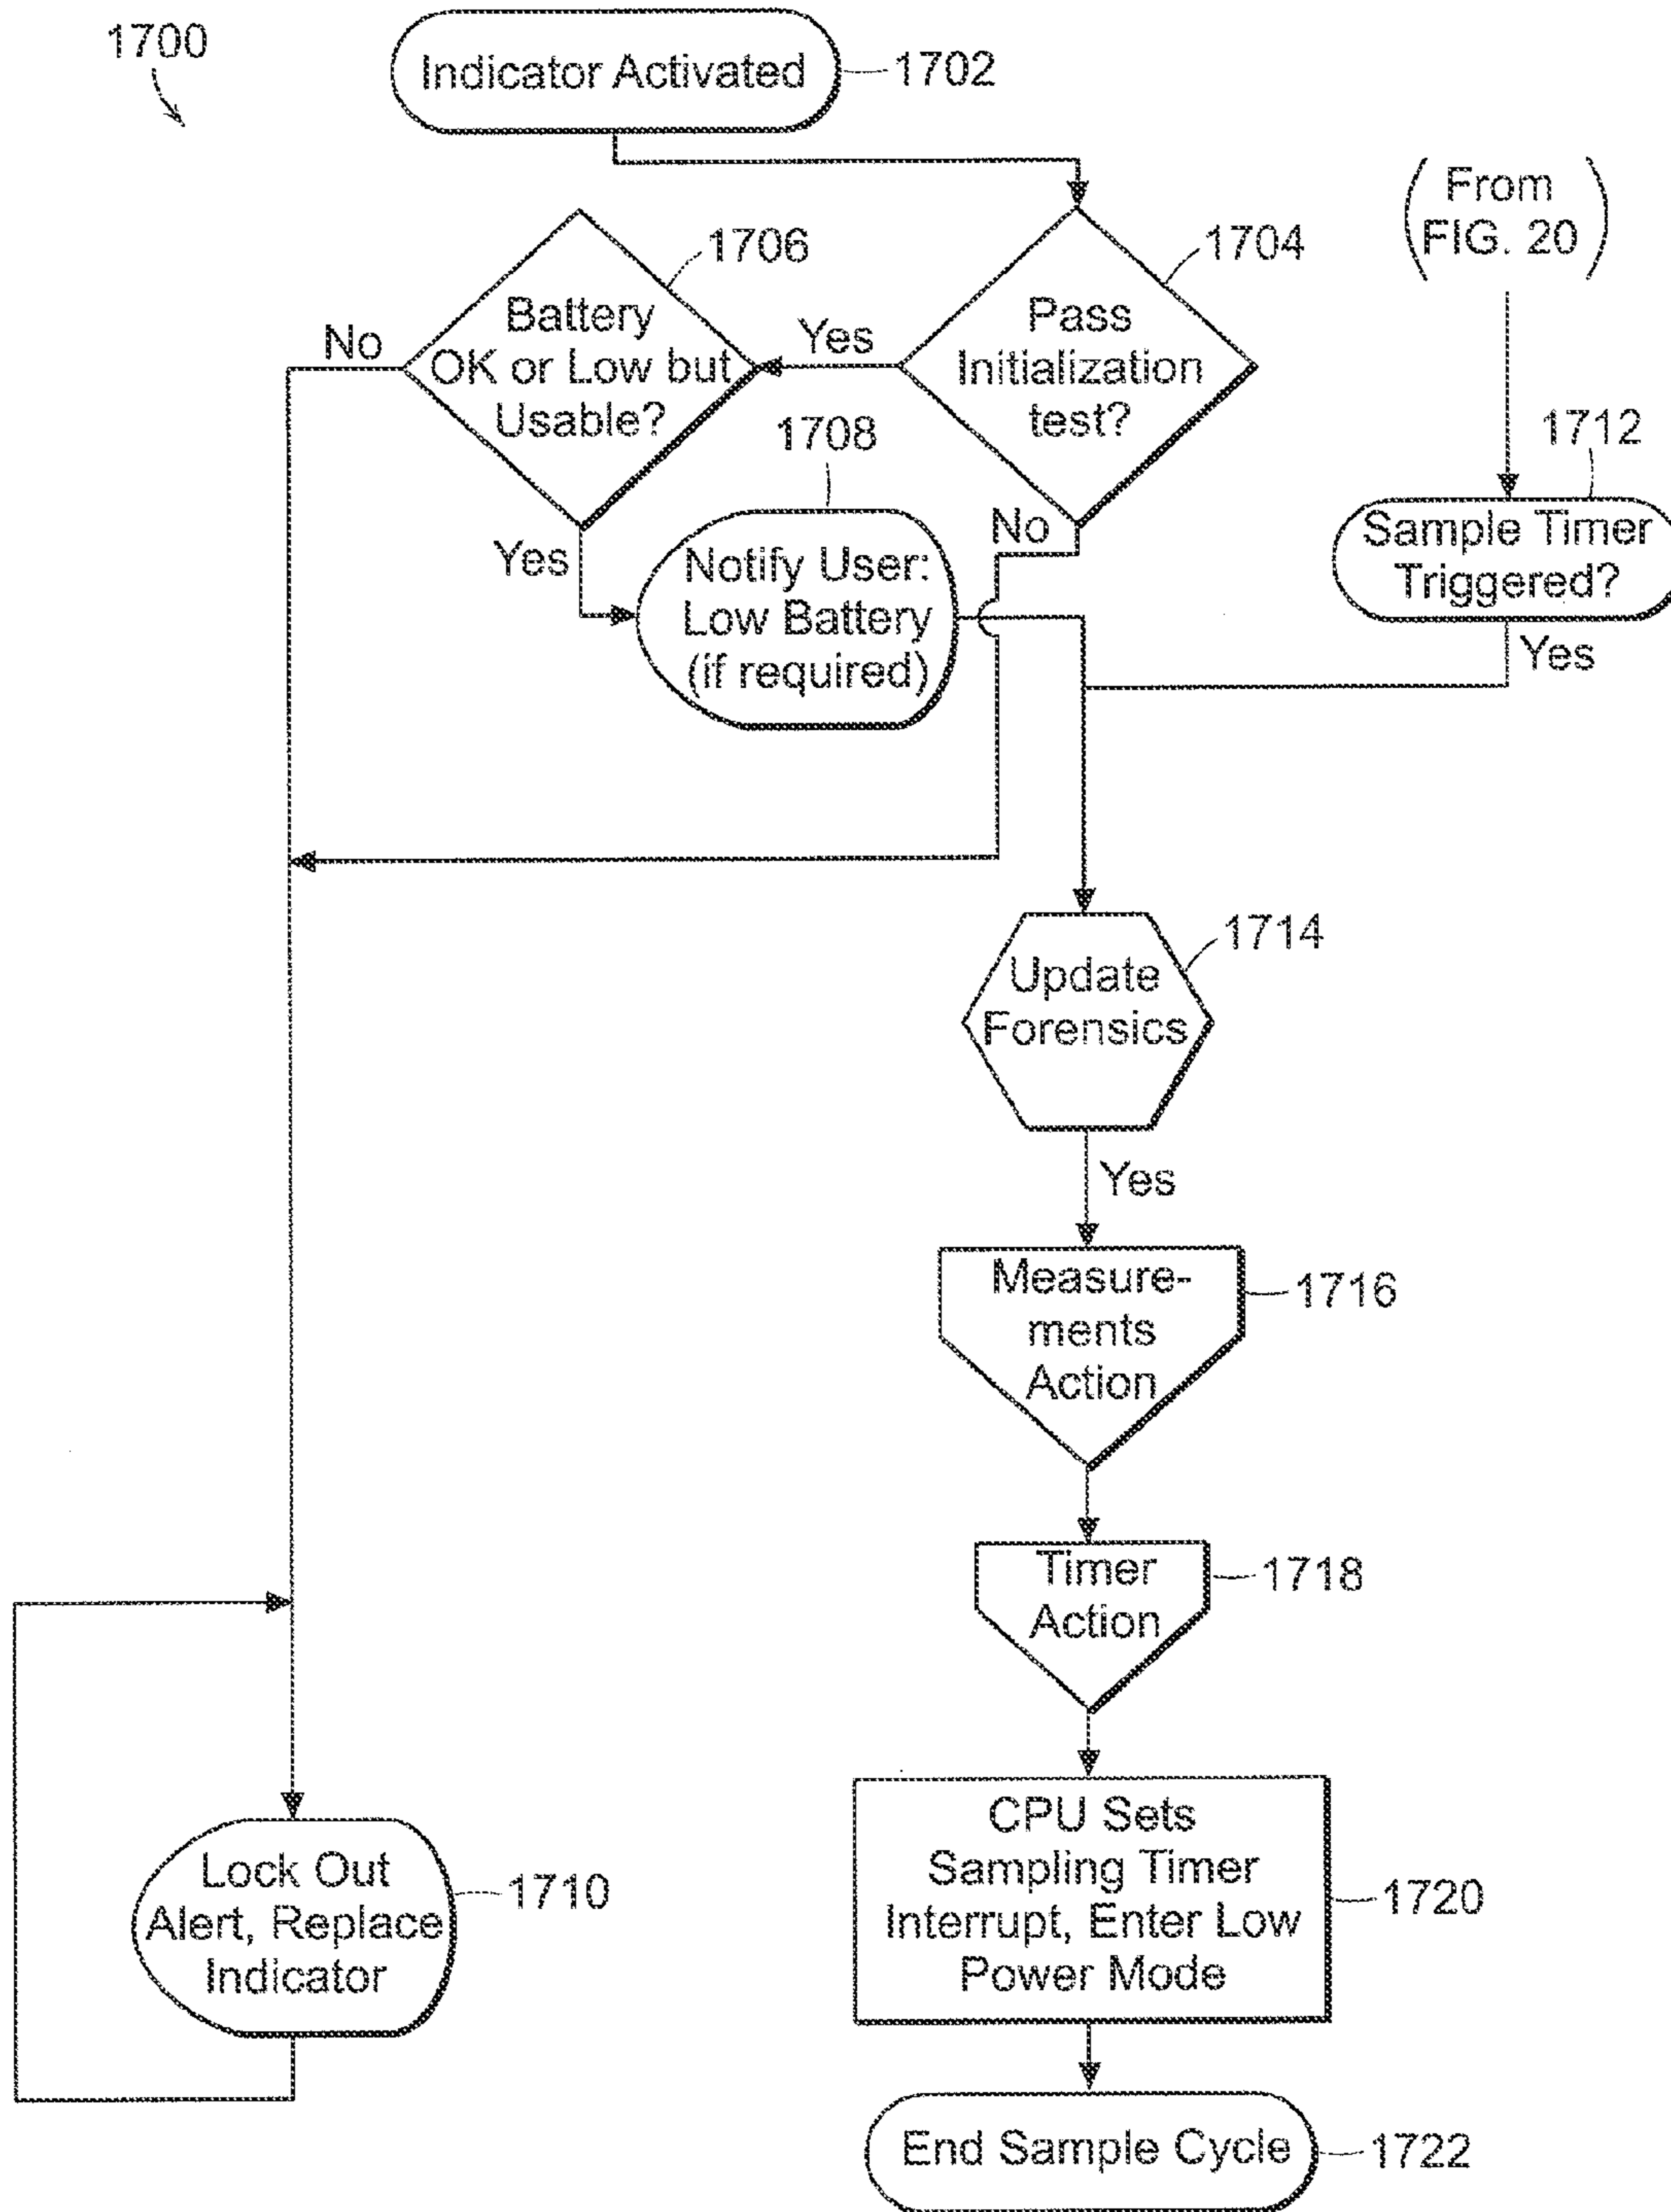 1700
Indicator Activated
1702
(From
FIG. 20)
1706
1704
Battery
OK or Low but
Usable?
No
Yes
Pass
Initialization
test?
1708
1712
Yes
Notify User:
Low Battery
(if required)
No
Sample Timer
Triggered?
Yes
1714
Update
Forensics
Yes
Measure-
ments
Action
1716
Timer
Action
1718
Lock Out
Alert, Replace
Indicator
1710
CPU Sets
Sampling Timer
Interrupt, Enter Low
Power Mode
1720
End Sample Cycle
1722